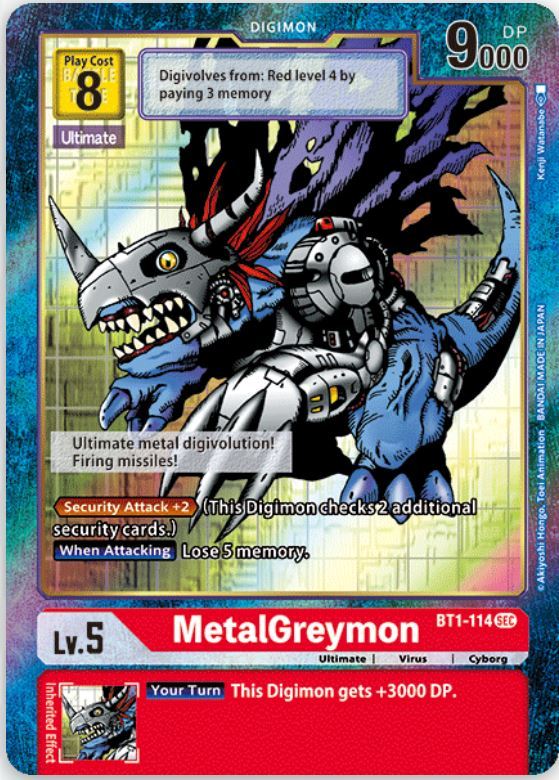 DIGIMON
Play Cost
8
9000 DP
Digivolves from: Red level 4 by
paying 3 memory
Ultimate
Kenji Watanabe
Ultimate metal digivolution!
Firing missiles!
Security Attack +2 (This Digimon checks 2 additional
security cards.)
When Attacking Lose 5 memory.
© Akiyoshi Hongo, Toei Animation BANDAI MADE IN JAPAN
Lv.5
MetalGreymon
BT1-114 SEC
Ultimate | Virus | Cyborg
Inherited Effect
Your Turn This Digimon gets +3000 DP.